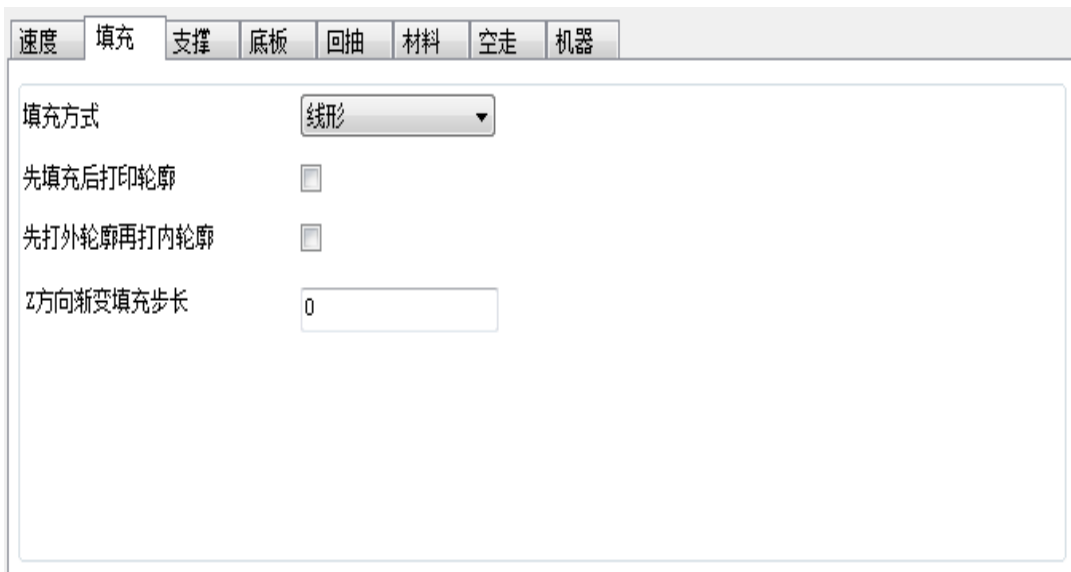 速度 填充 支撑 底板 回抽 材料 空走 机器
填充方式 线形
先填充后打印轮廓
先打外轮廓再打内轮廓
Z方向渐变填充步长 0